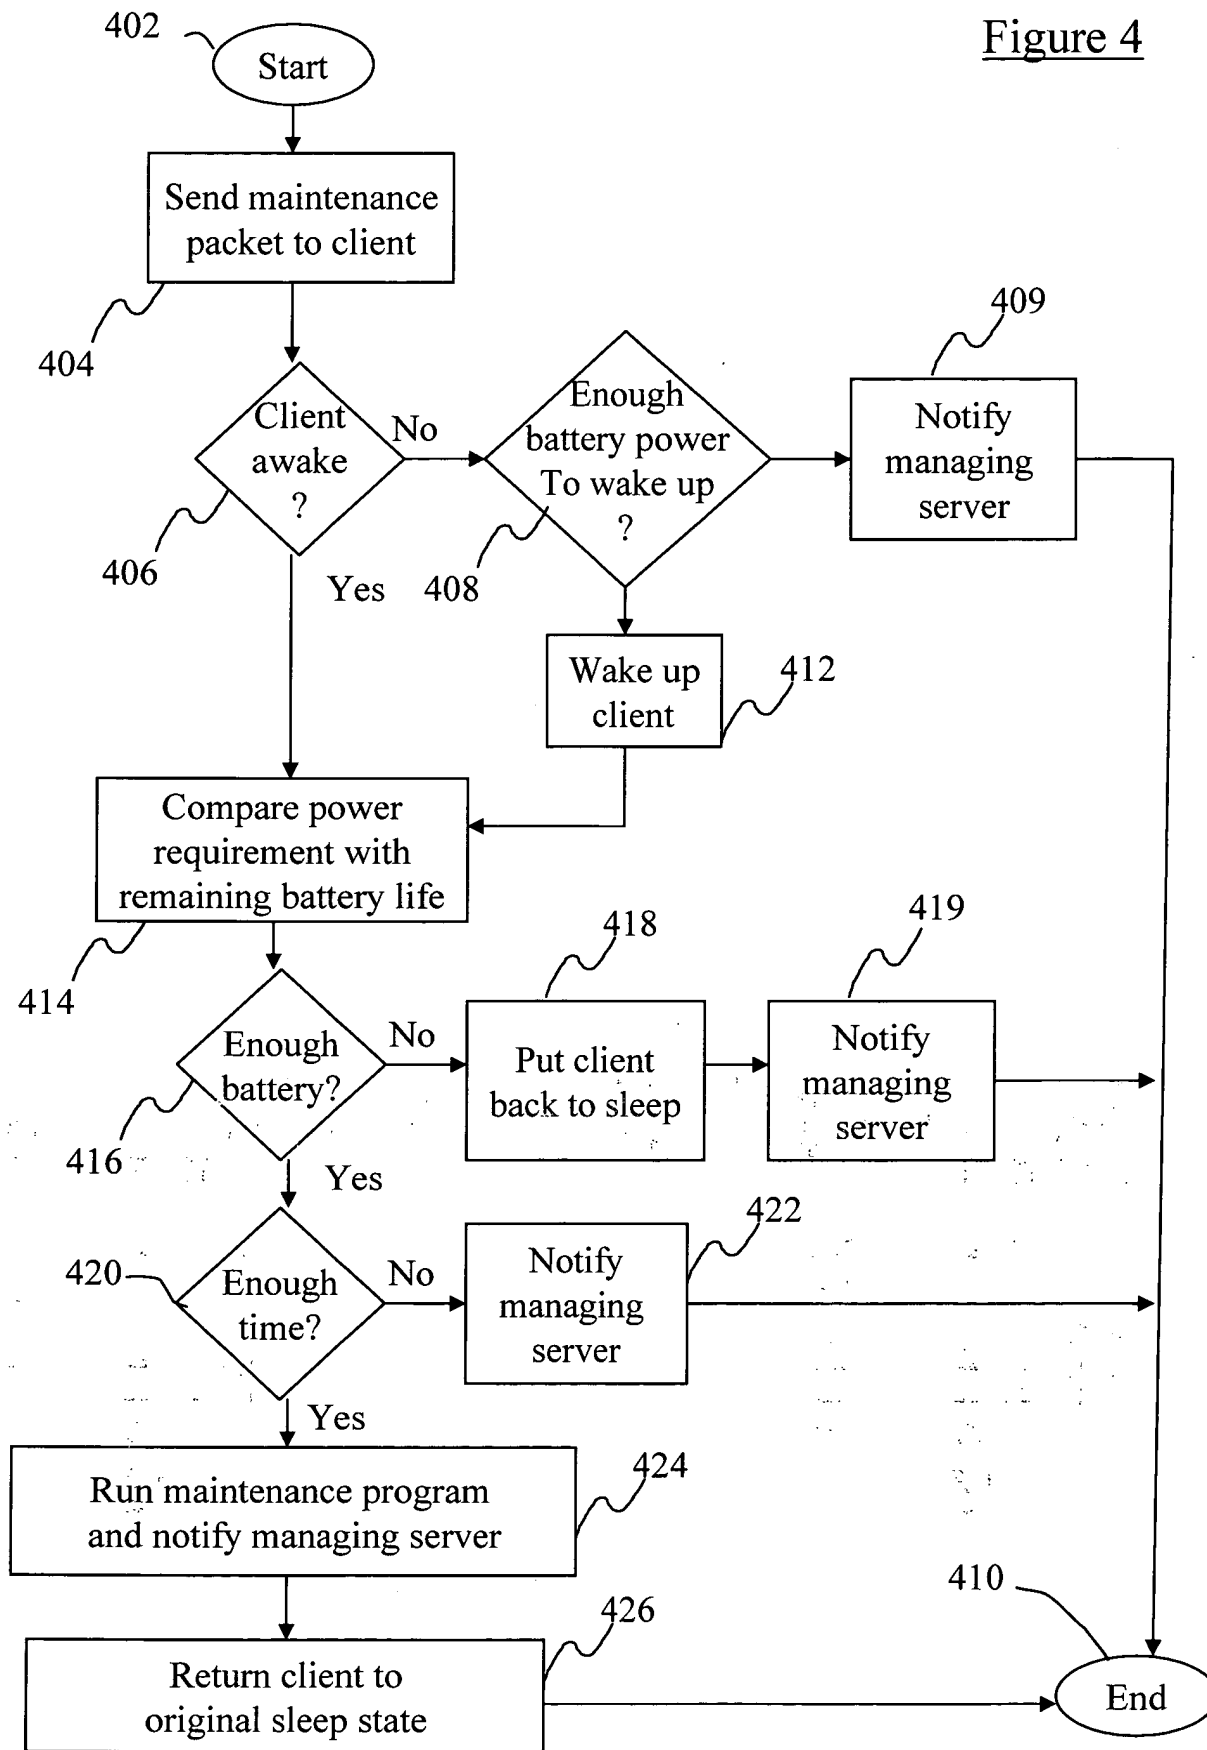 Figure 4
402
Start
Send maintenance
packet to client
404
Client
awake
?
406
No
Yes
Enough
battery power
To wake up
?
408
409
Notify
managing
server
Wake up
client
412
Compare power
requirement with
remaining battery life
414
Enough
battery?
416
No
Yes
418
Put client
back to sleep
419
Notify
managing
server
420
Enough
time?
No
Yes
422
Notify
managing
server
424
Run maintenance program
and notify managing server
426
Return client to
original sleep state
410
End